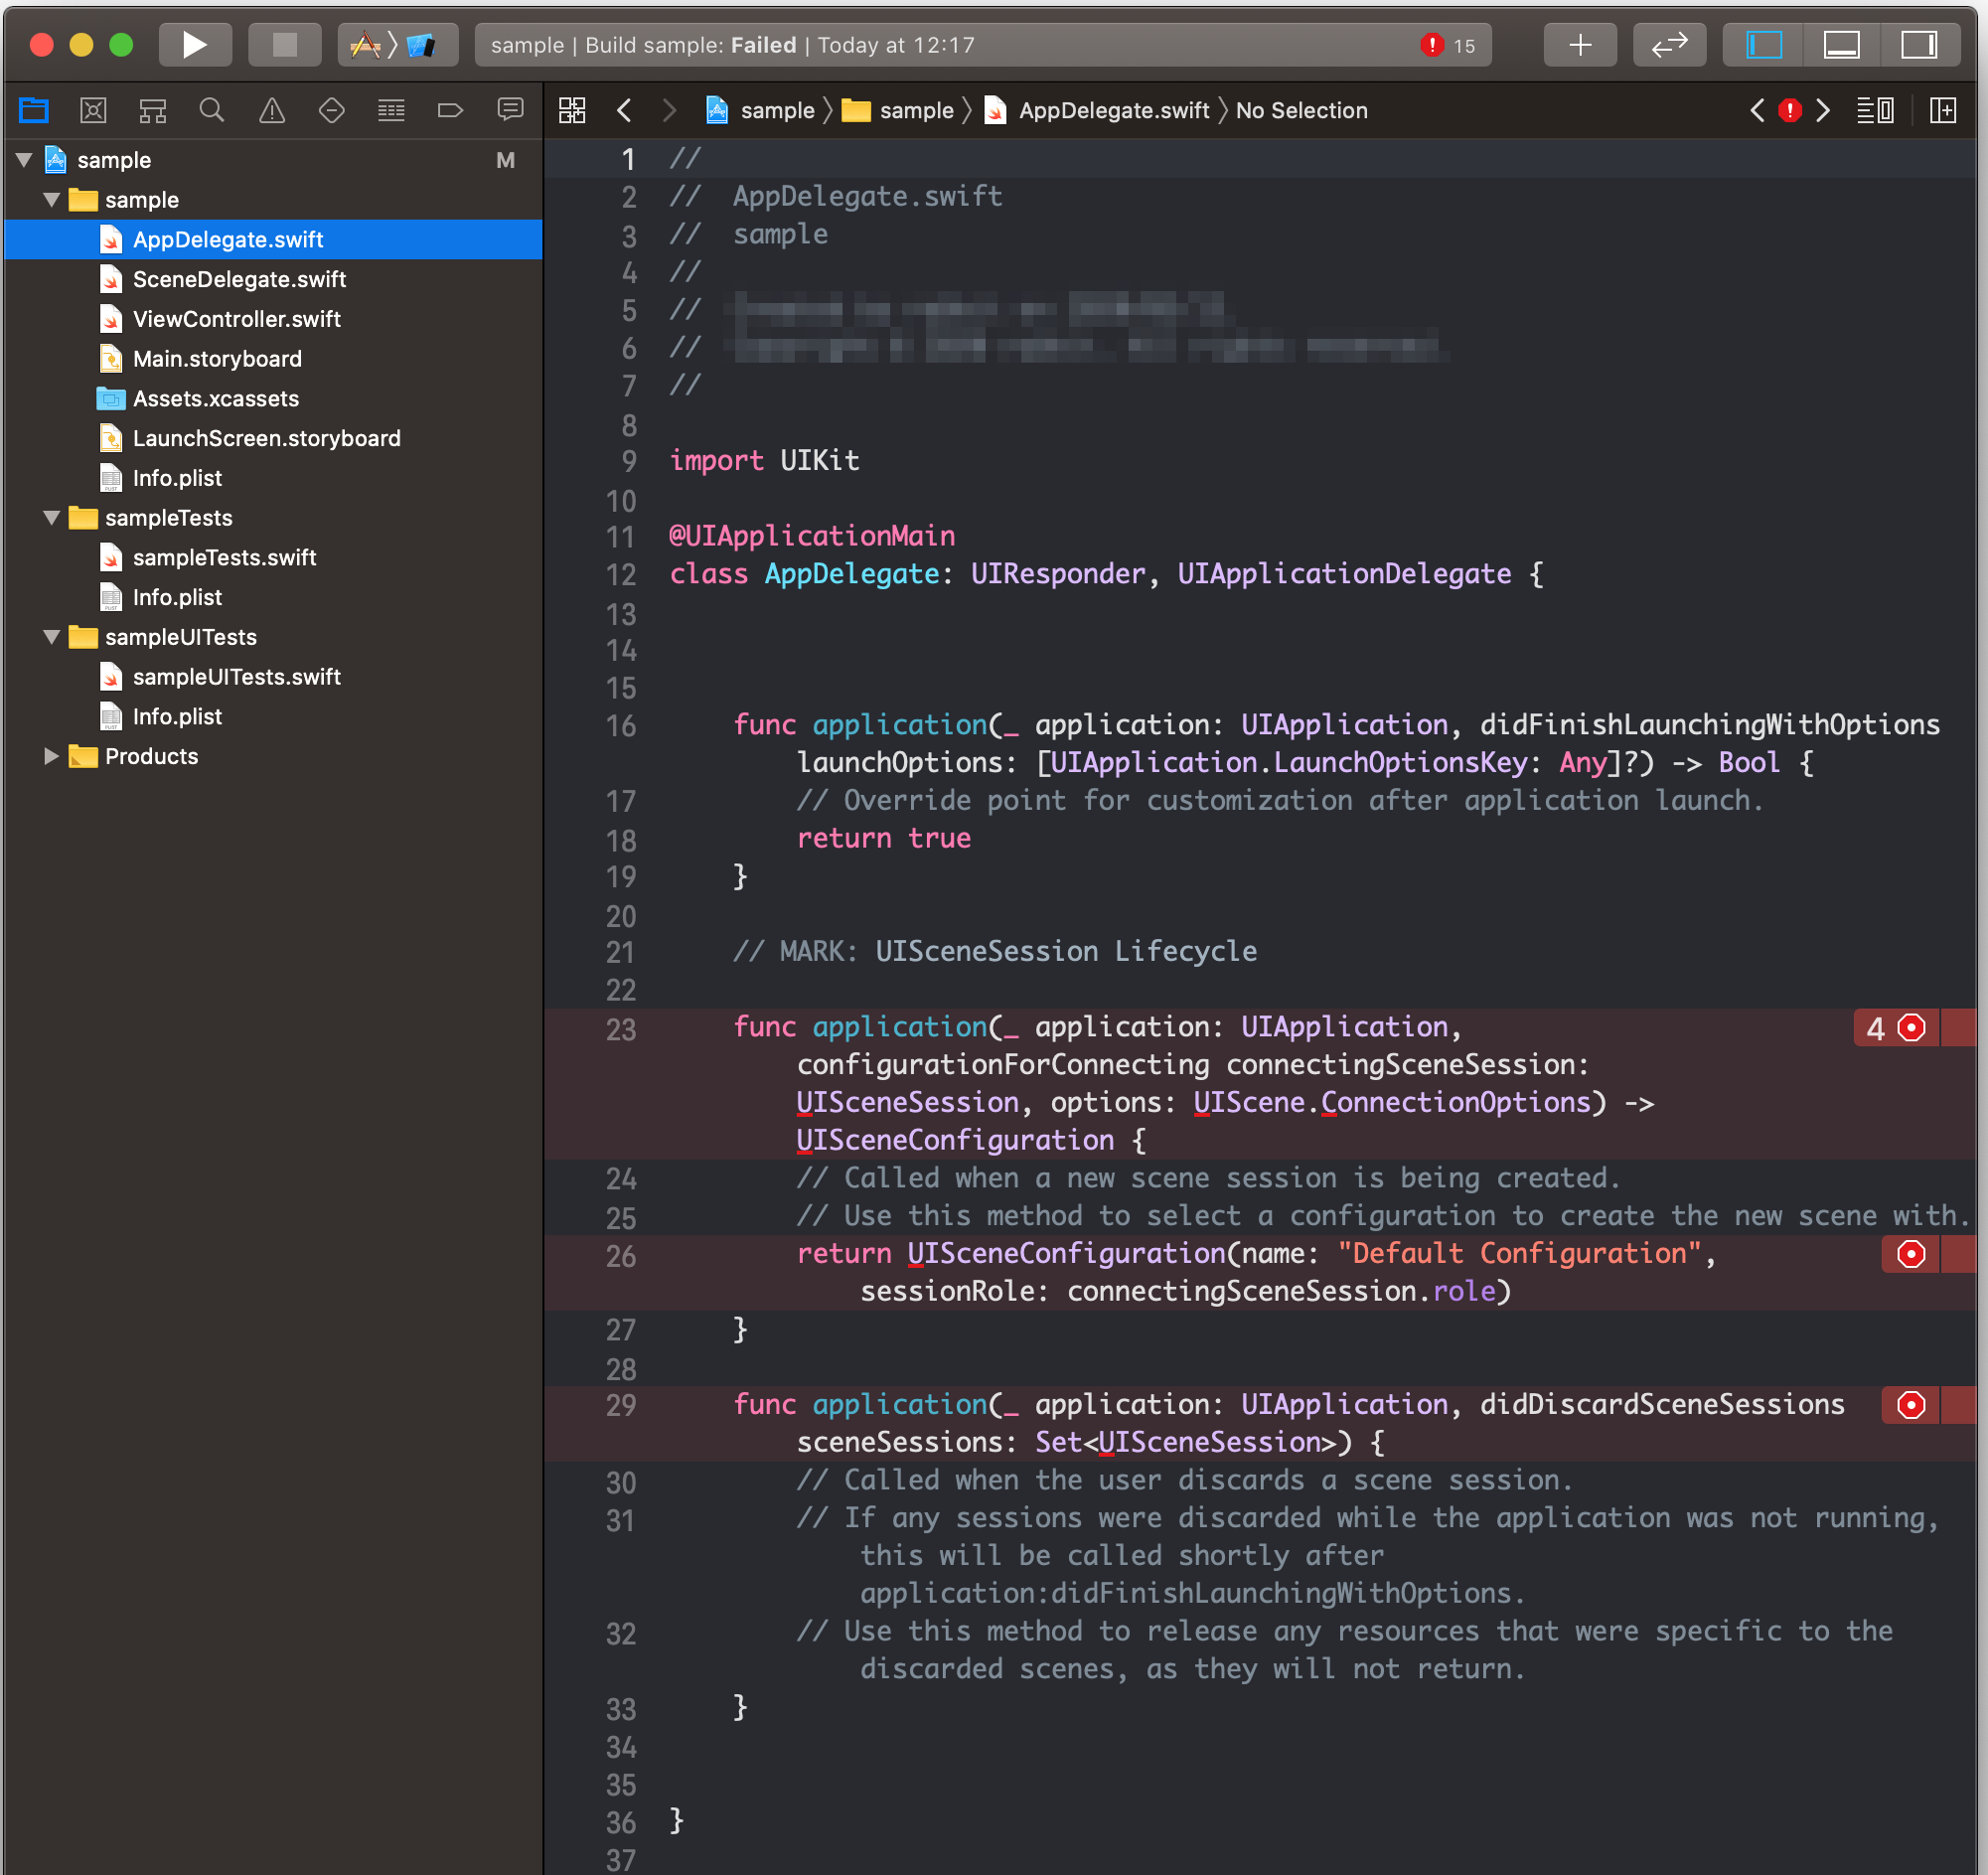 sample | Build sample: Failed | Today at 12:17
15
sample
sample
AppDelegate.swift
No Selection
sample M
sample
AppDelegate.swift
SceneDelegate.swift
ViewController.swift
Main.storyboard
Assets.xcassets
LaunchScreen.storyboard
Info.plist
sampleTests
sampleTests.swift
Info.plist
sampleUITests
sampleUITests.swift
Info.plist
Products
1 //
2 //  AppDelegate.swift
3 //  sample
4 //
5 //
6 //
7 //
8
9 import UIKit
10
11 @UIApplicationMain
12 class AppDelegate: UIResponder, UIApplicationDelegate {
13
14
15
16 func application(_ application: UIApplication, didFinishLaunchingWithOptions
launchOptions: [UIApplication.LaunchOptionsKey: Any]?) -> Bool {
17 // Override point for customization after application launch.
18 return true
19 }
20
21 // MARK: UISceneSession Lifecycle
22
23 func application(_ application: UIApplication, 4
configurationForConnecting connectingSceneSession:
UISceneSession, options: UIScene.ConnectionOptions) ->
UISceneConfiguration {
24 // Called when a new scene session is being created.
25 // Use this method to select a configuration to create the new scene with.
26 return UISceneConfiguration(name: "Default Configuration",
sessionRole: connectingSceneSession.role)
27 }
28
29 func application(_ application: UIApplication, didDiscardSceneSessions
sceneSessions: Set<UISceneSession>) {
30 // Called when the user discards a scene session.
31 // If any sessions were discarded while the application was not running,
this will be called shortly after
application:didFinishLaunchingWithOptions.
32 // Use this method to release any resources that were specific to the
discarded scenes, as they will not return.
33 }
34
35
36 }
37